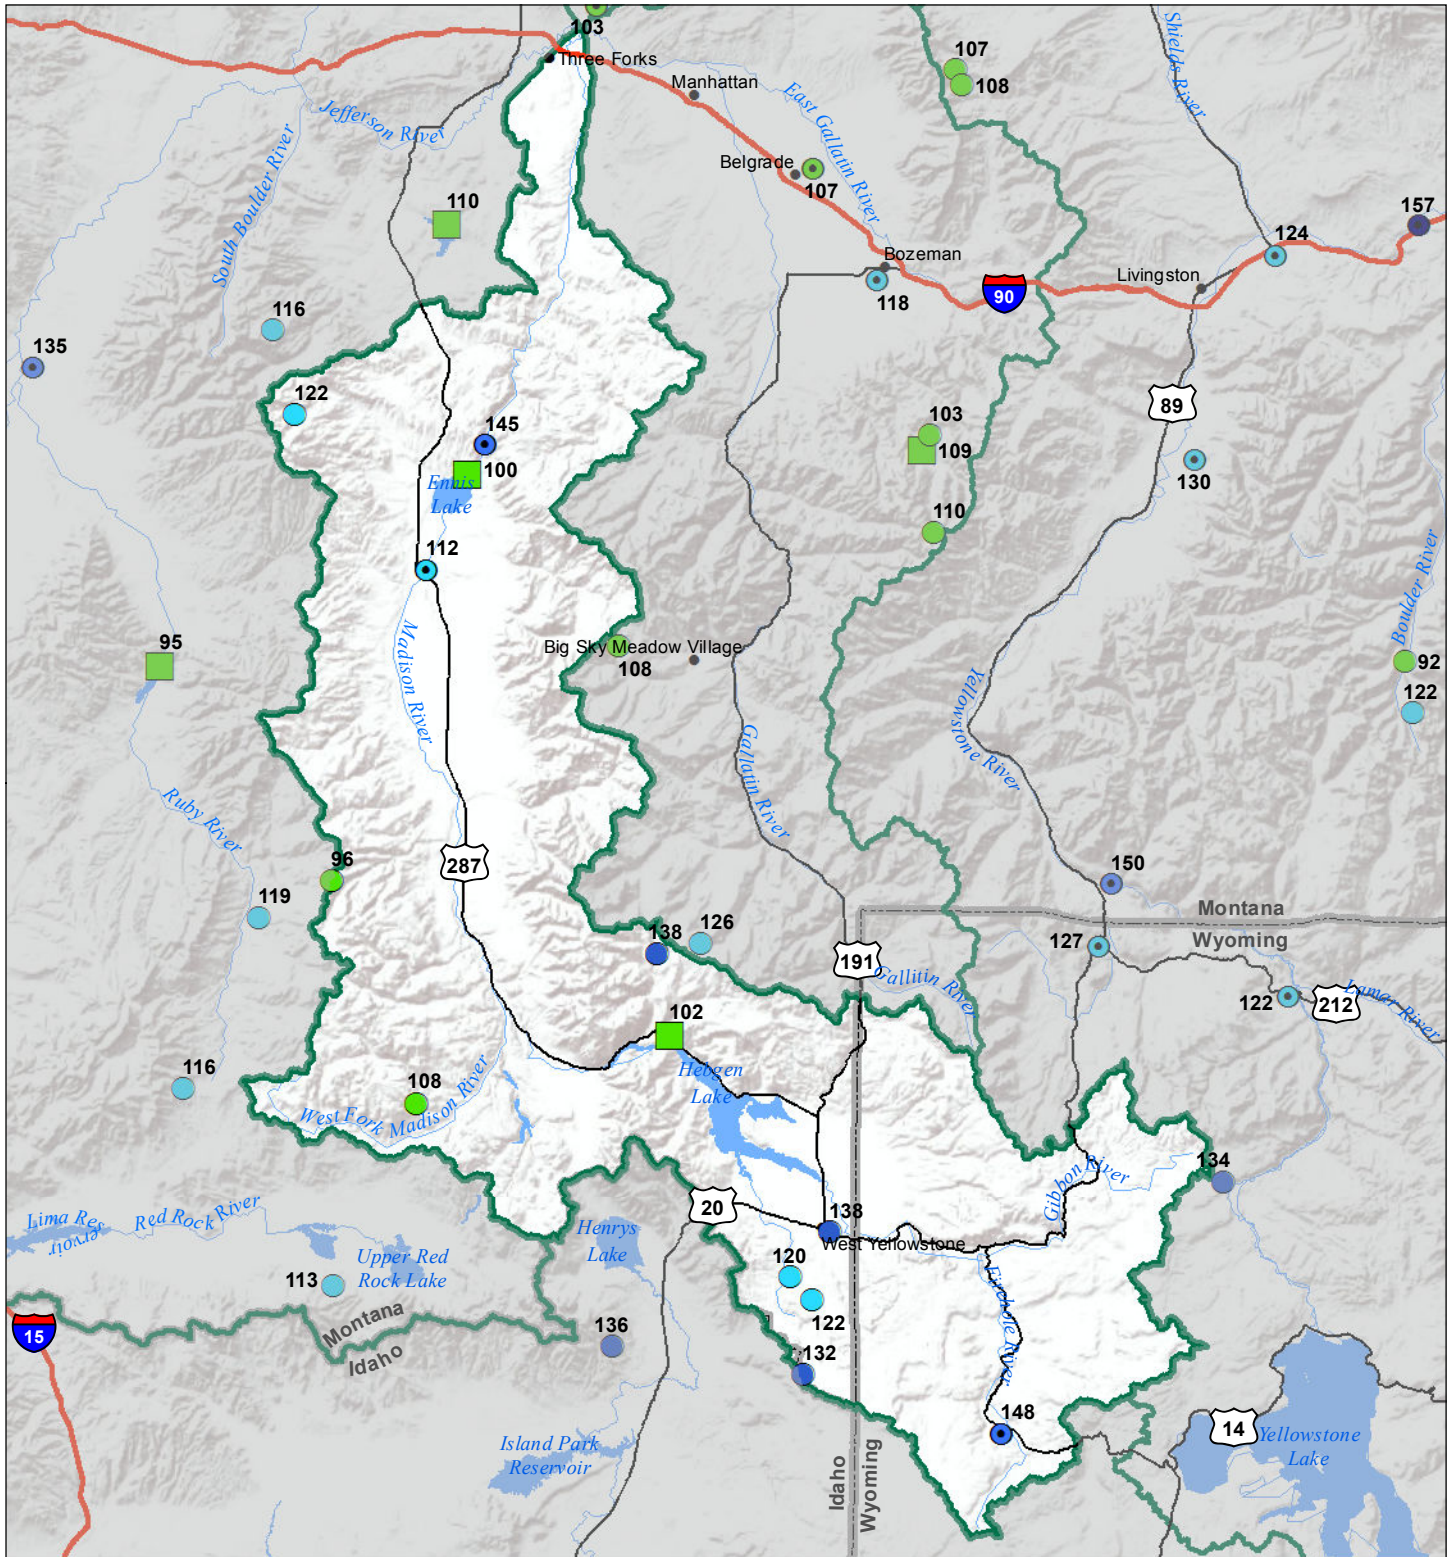 103
Three Forks
Manhattan
107
108
Shields River
Jefferson River
East Gallatin River
South Boulder River
Belgrade
107
110
157
124
Bozeman
Livingston
118
90
116
135
122
89
103
109
145
100
130
Ennis
Lake
110
112
Boulder River
Madison River
95
Big Sky Meadow Village
108
92
122
Yellowstone River
Gallatin River
Ruby River
96
287
150
119
Montana
Wyoming
138
126
127
191
Gallitin River
122
212
Lamar River
102
Hebgen
Lake
116
108
West Fork Madison River
Gibbon River
134
Lima Reservoir
Red Rock River
20
Henrys
Lake
138
West Yellowstone
Upper Red
Rock Lake
113
120
122
Firehole River
15
Montana
Idaho
136
132
148
14
Yellowstone
Lake
Island Park
Reservoir
Idaho
Wyoming